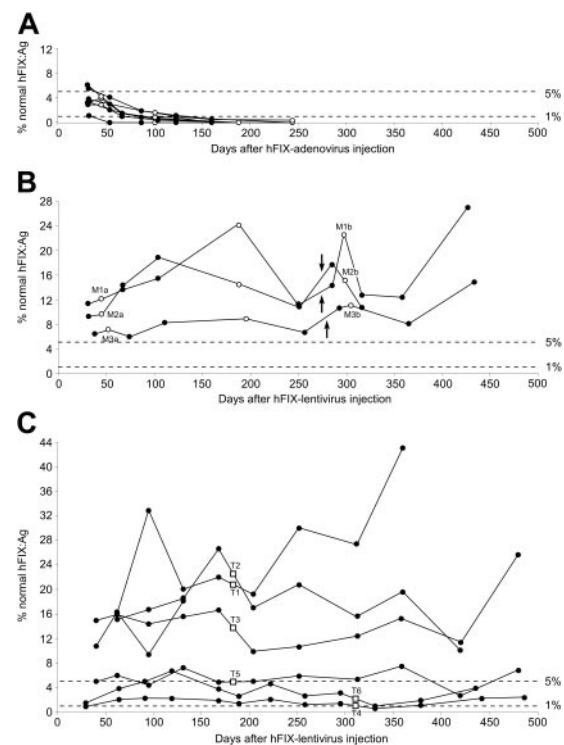 A
% normal hFIX:Ag
12
8
4
0
5%
1%
0 50 100 150 200 250 300 350 400 450 500
Days after hFIX-adenovirus injection
B
% normal hFIX:Ag
28
24
20
16
12
8
4
0
M1a
M2a
M3a
M1b
M2b
M3b
5%
1%
0 50 100 150 200 250 300 350 400 450 500
Days after hFIX-lentivirus injection
C
% normal hFIX:Ag
44
40
36
32
28
24
20
16
12
8
4
0
T2
T1
T3
T5
T6
T4
5%
1%
0 50 100 150 200 250 300 350 400 450 500
Days after hFIX-lentivirus injection